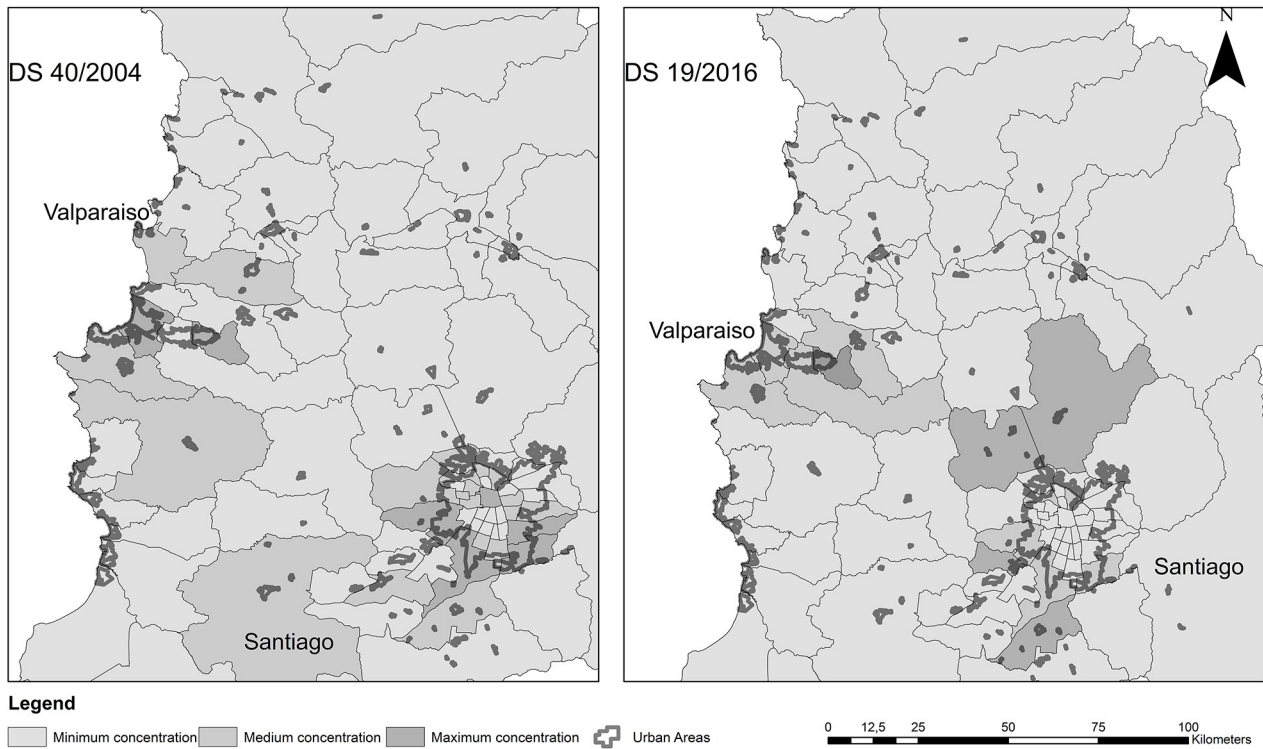 N
DS 40/2004
DS 19/2016
Valparaiso
Valparaiso
Santiago
Santiago
Legend
Minimum concentration
Medium concentration
Maximum concentration
Urban Areas
0 12,5 25 50 75 100
Kilometers